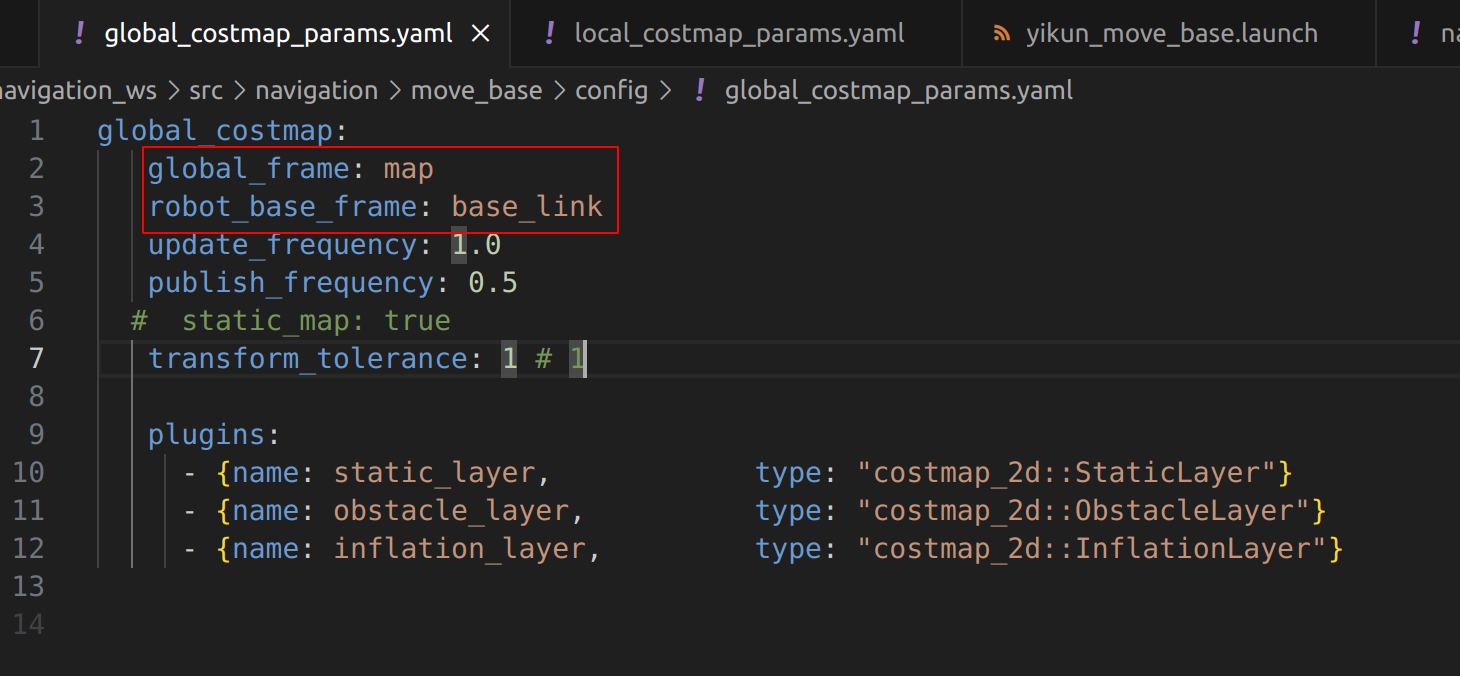 ! global_costmap_params.yaml × ! local_costmap_params.yaml yikun_move_base.launch ! na
navigation_ws > src > navigation > move_base > config > ! global_costmap_params.yaml
1 global_costmap:
2 global_frame: map
3 robot_base_frame: base_link
4 update_frequency: 1.0
5 publish_frequency: 0.5
6 # static_map: true
7 transform_tolerance: 1 # 1
8
9 plugins:
10 - {name: static_layer, type: "costmap_2d::StaticLayer"}
11 - {name: obstacle_layer, type: "costmap_2d::ObstacleLayer"}
12 - {name: inflation_layer, type: "costmap_2d::InflationLayer"}
13
14